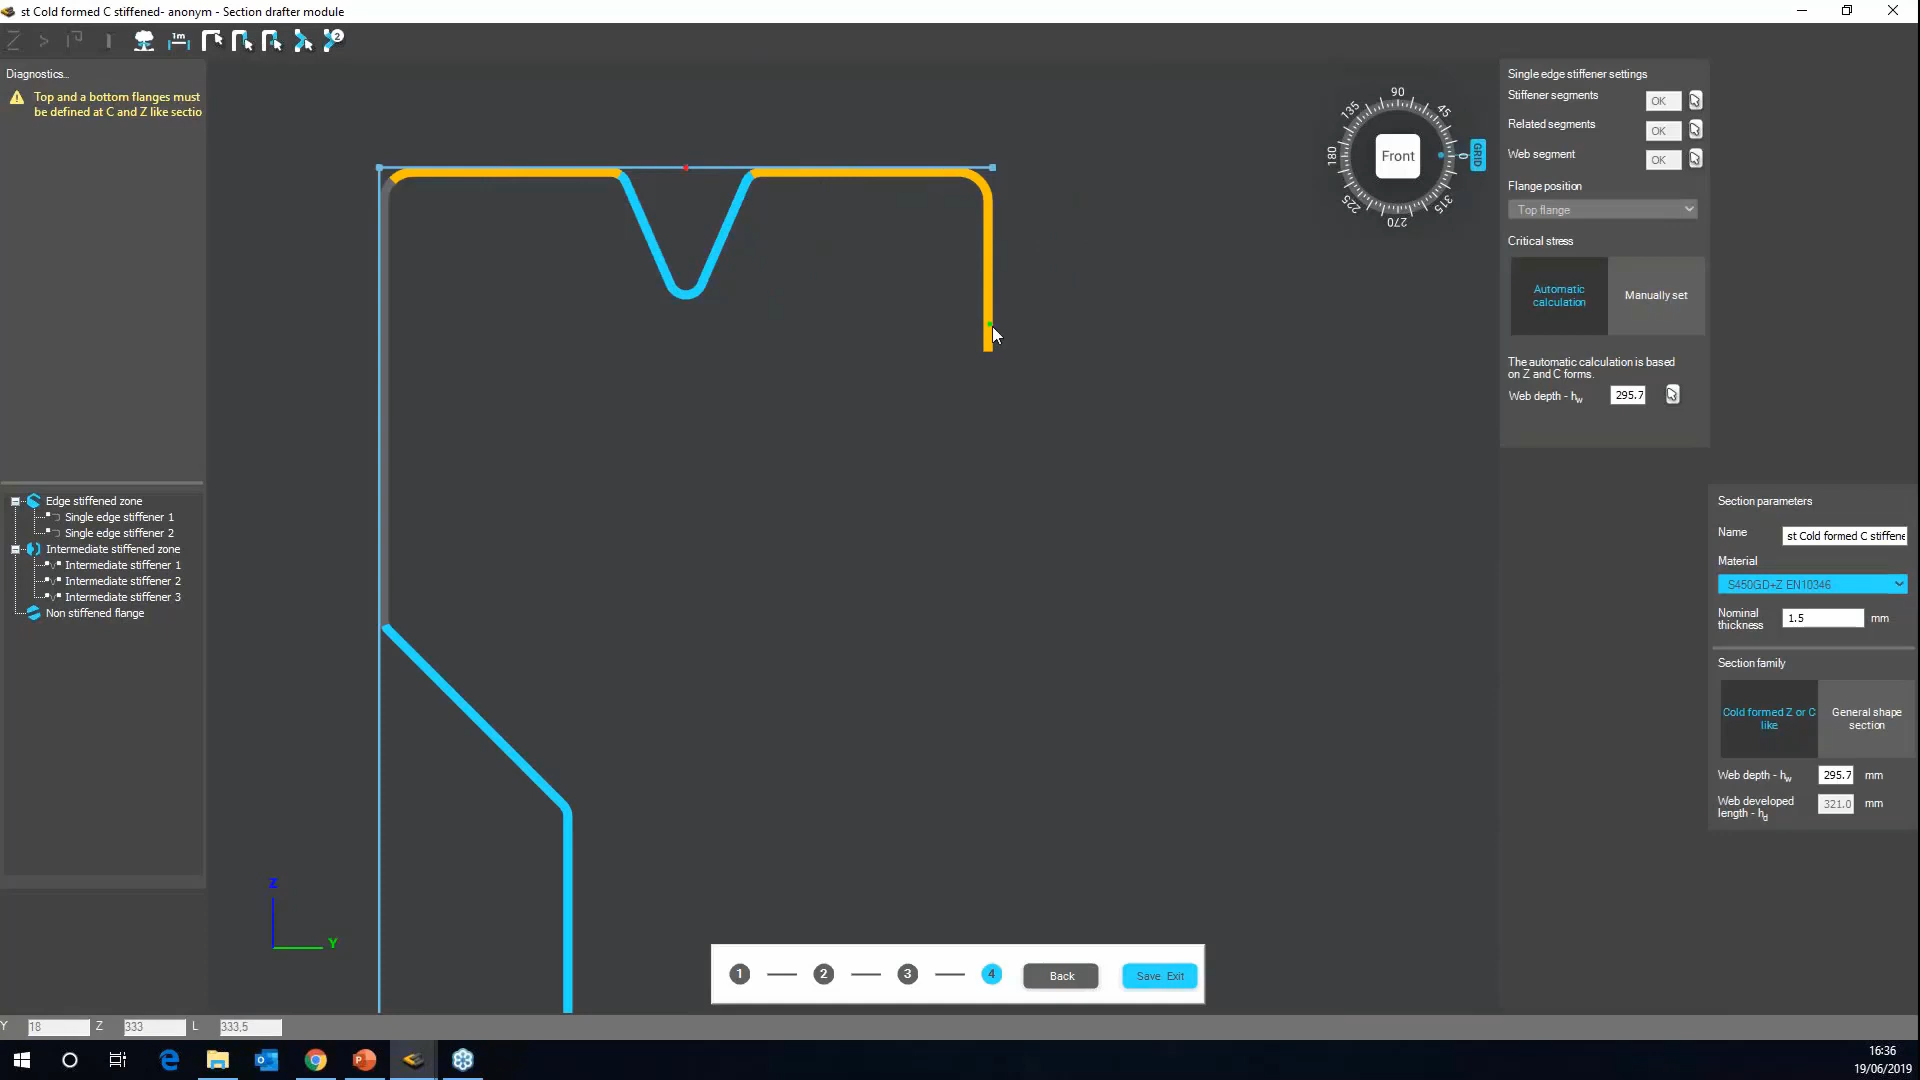 st Cold formed C stiffened- anonym - Section drafter module
1m
2
Diagnostics...
Top and a bottom flanges must
be defined at C and Z like sectio
Edge stiffened zone
Single edge stiffener 1
Single edge stiffener 2
Intermediate stiffened zone
Intermediate stiffener 1
Intermediate stiffener 2
Intermediate stiffener 3
Non stiffened flange
90
45
0
315
270
225
180
135
Front
GRID
Single edge stiffener settings
Stiffener segments OK
Related segments OK
Web segment OK
Flange position
Top flange
Critical stress
Automatic calculation
Manually set
The automatic calculation is based
on Z and C forms.
Web depth - hw 295.7
Section parameters
Name st Cold formed C stiffene
Material
S450GD+Z EN10346
Nominal thickness 1.5 mm
Section family
Cold formed Z or C like
General shape section
Web depth - hw 295.7 mm
Web developed length - hd 321.0 mm
Z
Y
1 2 3 4 Back Save Exit
Y 18 Z 333 L 333,5
16:36
19/06/2019